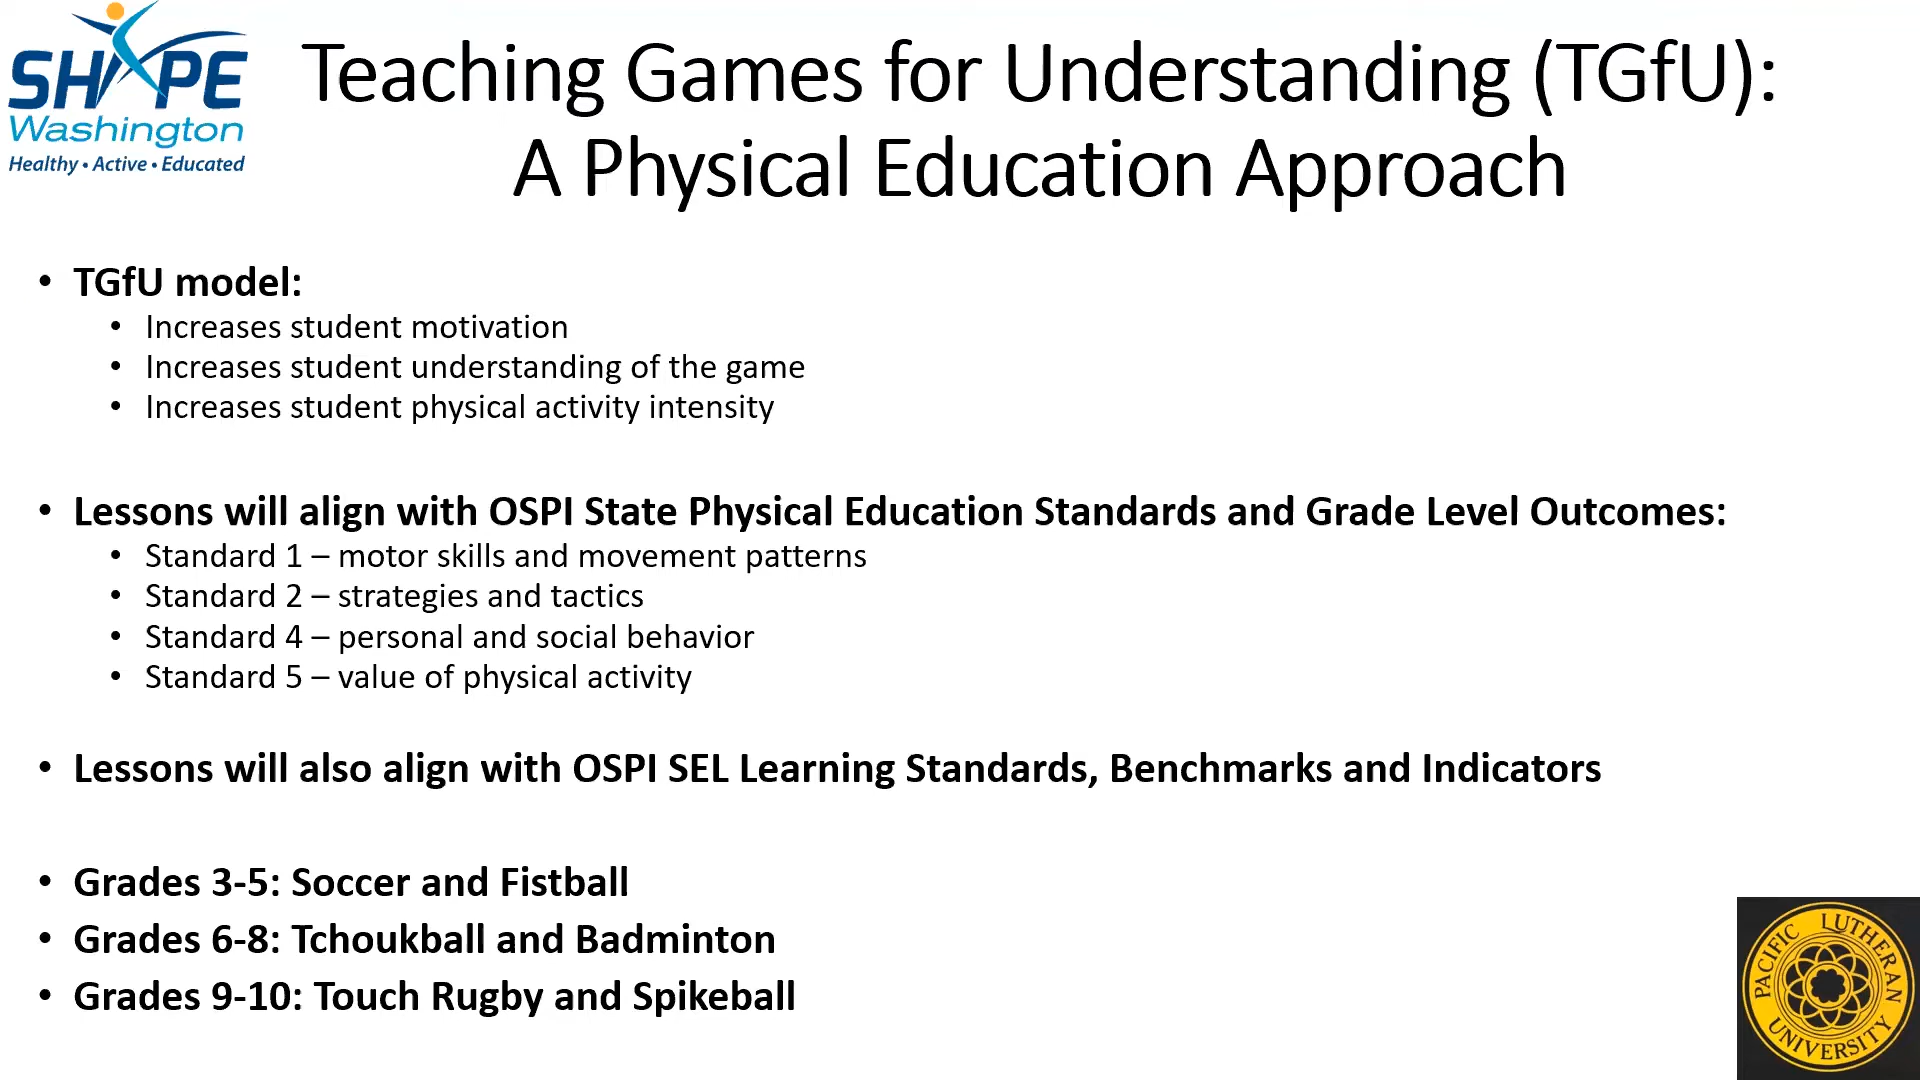 SHAPE
Washington
Healthy • Active • Educated
Teaching Games for Understanding (TGfU):
A Physical Education Approach
• TGfU model:
• Increases student motivation
• Increases student understanding of the game
• Increases student physical activity intensity
• Lessons will align with OSPI State Physical Education Standards and Grade Level Outcomes:
• Standard 1 – motor skills and movement patterns
• Standard 2 – strategies and tactics
• Standard 4 – personal and social behavior
• Standard 5 – value of physical activity
• Lessons will also align with OSPI SEL Learning Standards, Benchmarks and Indicators
• Grades 3-5: Soccer and Fistball
• Grades 6-8: Tchoukball and Badminton
• Grades 9-10: Touch Rugby and Spikeball
PACIFIC LUTHERAN UNIVERSITY